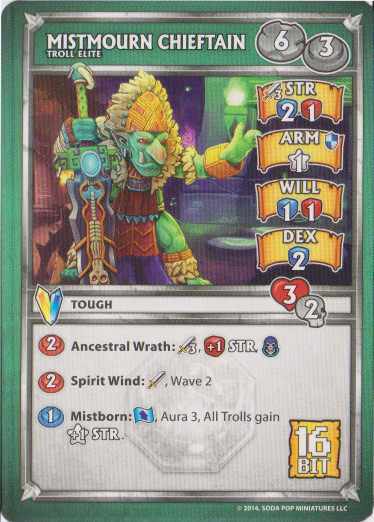 MISTMOURN CHIEFTAIN 6 3
TROLL ELITE
3 STR
2 1
ARM
1
WILL
1 1
DEX
2
3
2
TOUGH
2 Ancestral Wrath: 3, +1 STR,
2 Spirit Wind: , Wave 2
1 Mistborn: , Aura 3, All Trolls gain
+1 STR.
16
BIT
© 2014, SODA POP MINIATURES LLC